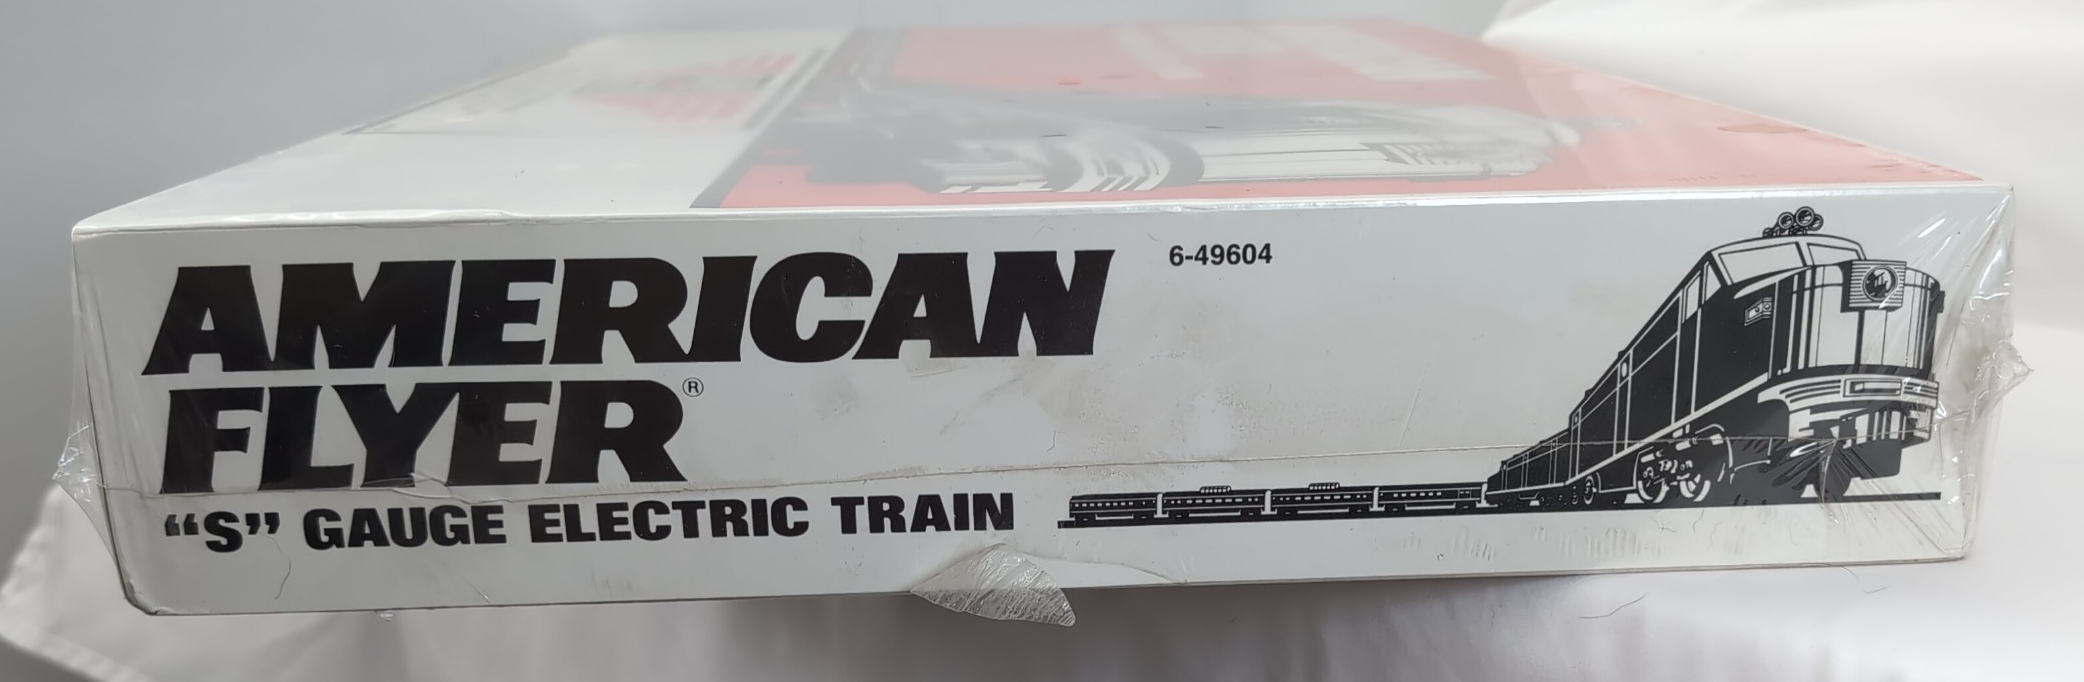 AMERICAN
6-49604
FLYER®
“S” GAUGE ELECTRIC TRAIN